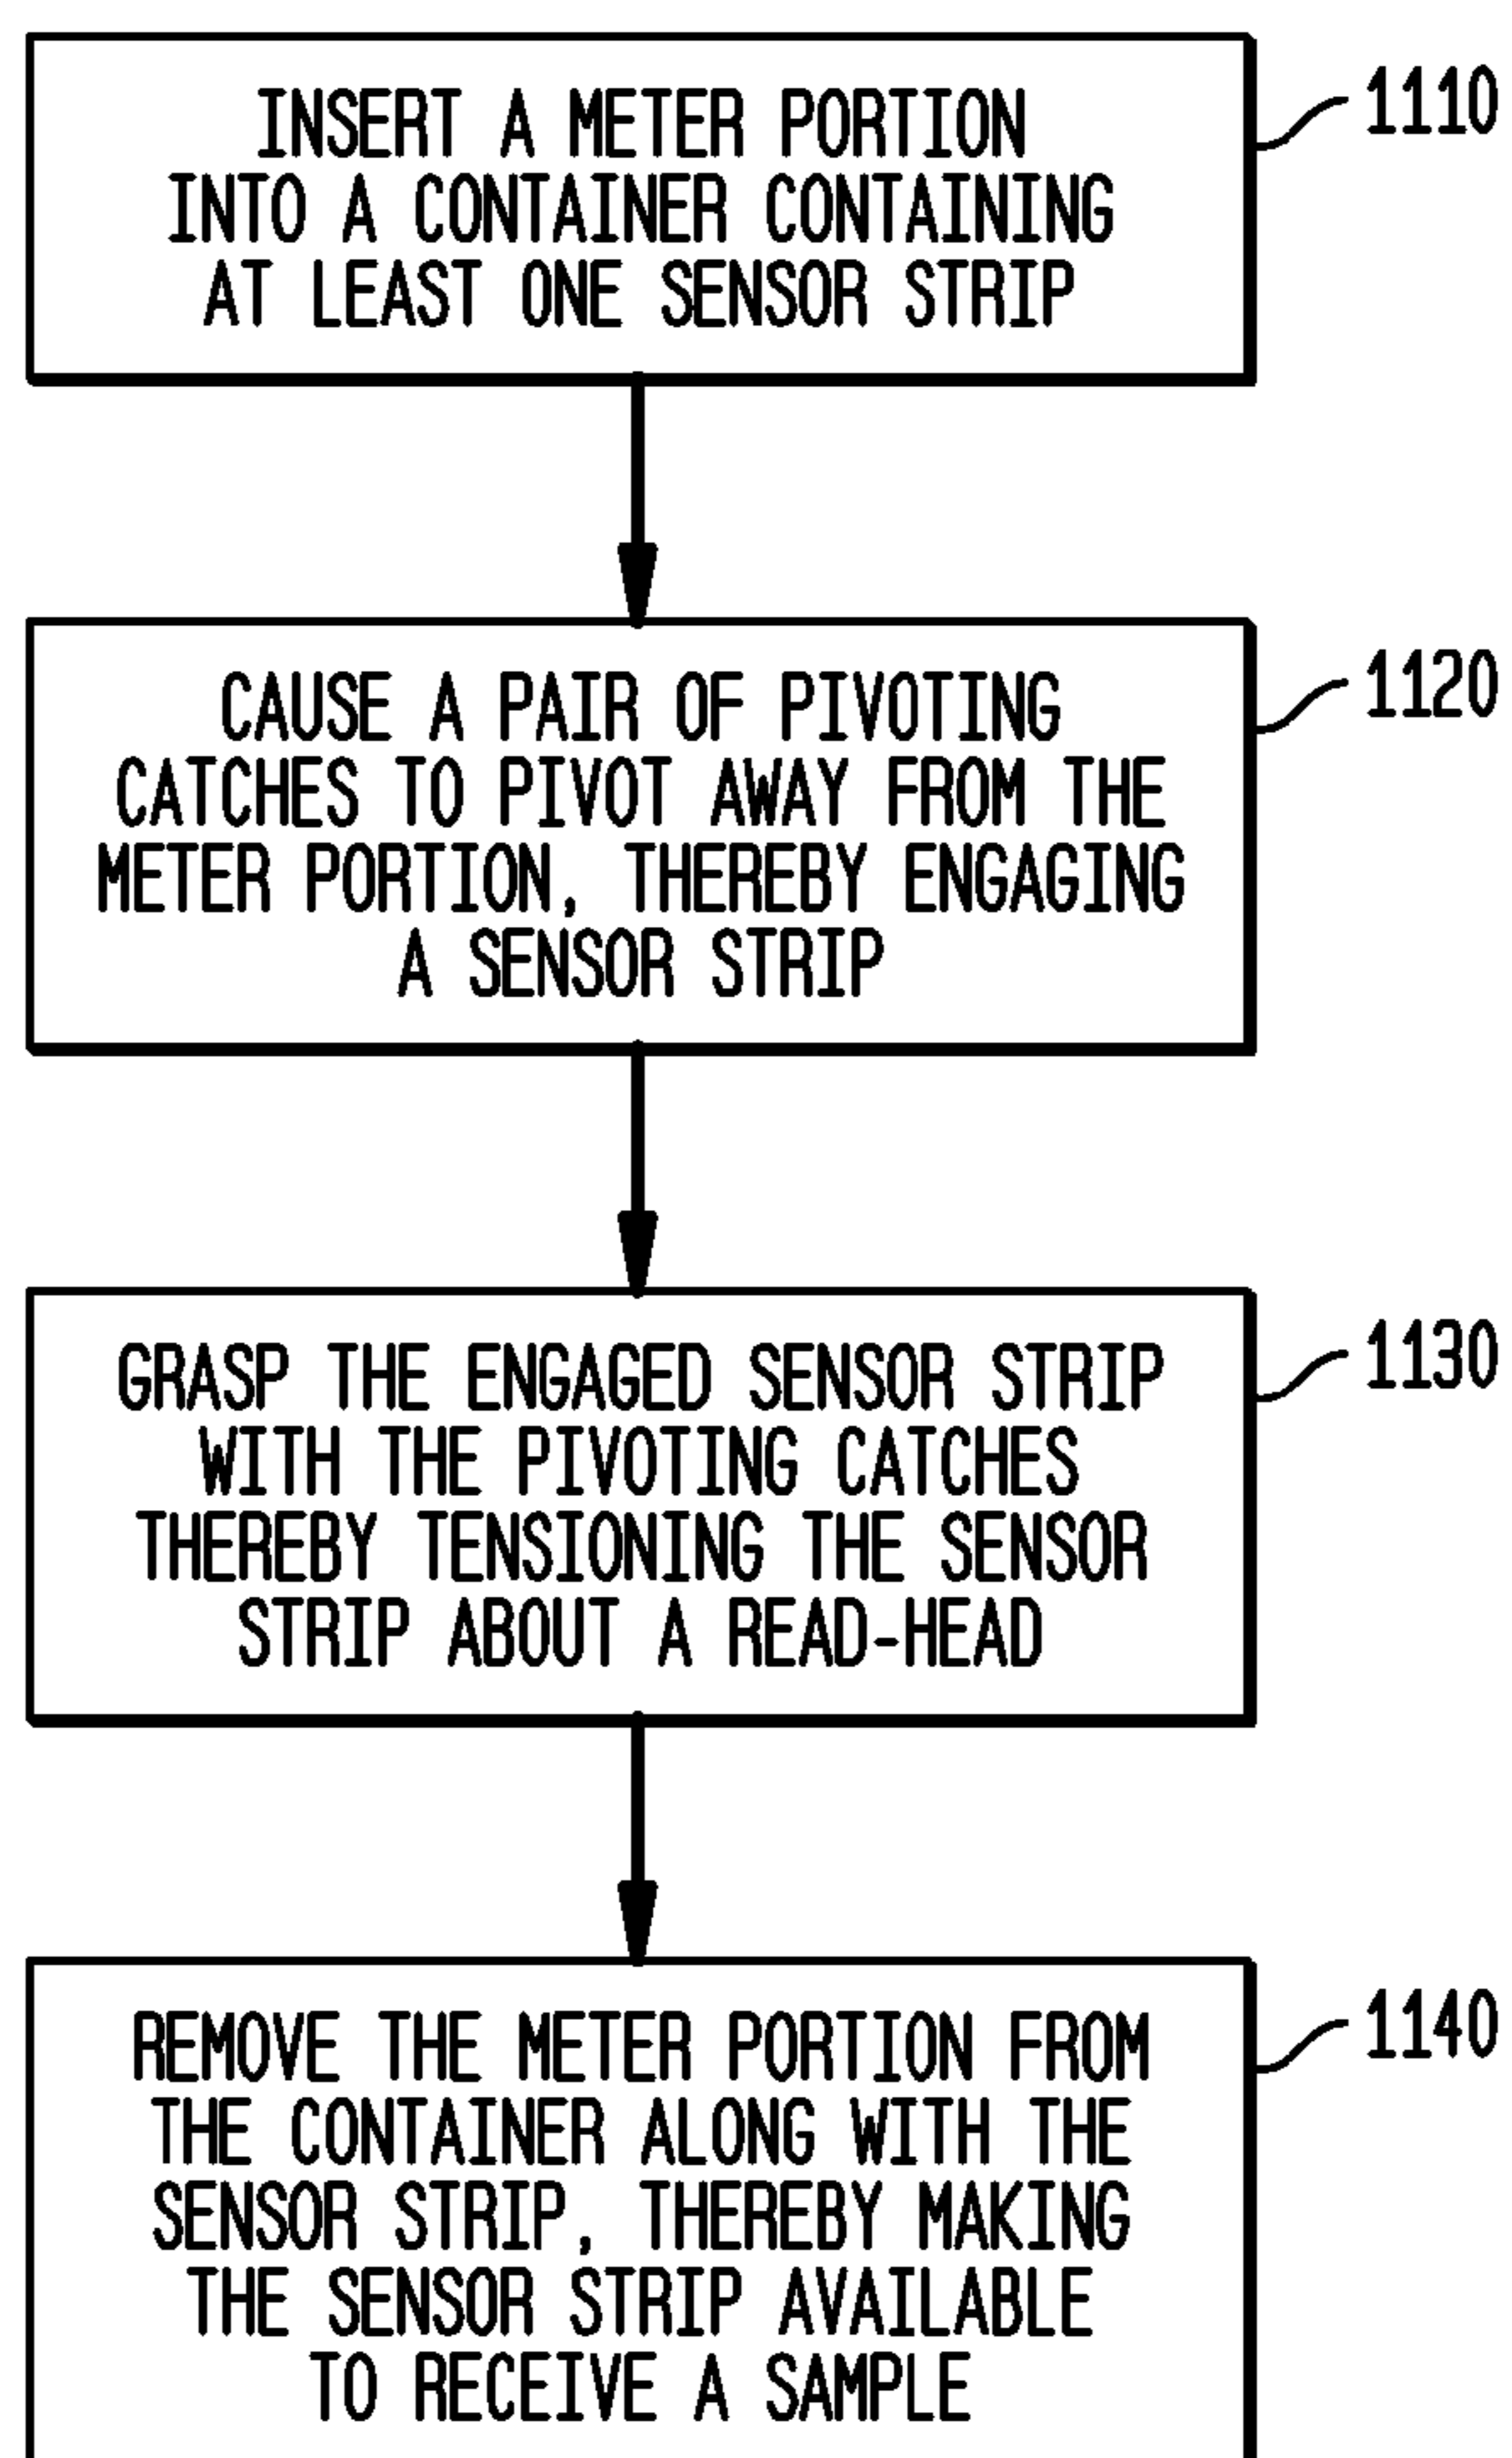 INSERT A METER PORTION
INTO A CONTAINER CONTAINING
AT LEAST ONE SENSOR STRIP
1110
CAUSE A PAIR OF PIVOTING
CATCHES TO PIVOT AWAY FROM THE
METER PORTION, THEREBY ENGAGING
A SENSOR STRIP
1120
GRASP THE ENGAGED SENSOR STRIP
WITH THE PIVOTING CATCHES
THEREBY TENSIONING THE SENSOR
STRIP ABOUT A READ-HEAD
1130
REMOVE THE METER PORTION FROM
THE CONTAINER ALONG WITH THE
SENSOR STRIP, THEREBY MAKING
THE SENSOR STRIP AVAILABLE
TO RECEIVE A SAMPLE
1140